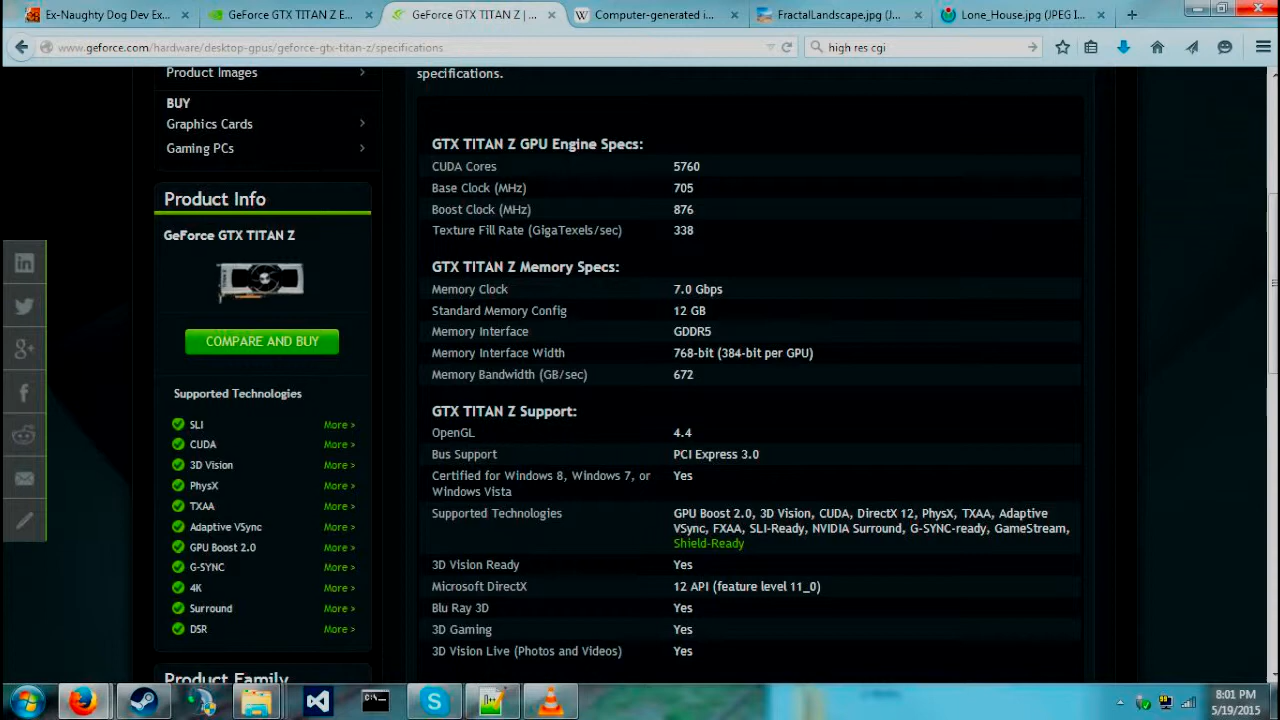 Ex-Naughty Dog Dev Ex...
GeForce GTX TITAN Z E...
GeForce GTX TITAN Z | ...
Computer-generated i...
FractalLandscape.jpg (J...
Lone_House.jpg (JPEG I...
www.geforce.com/hardware/desktop-gpus/geforce-gtx-titan-z/specifications
high res cgi
Product Images
BUY
Graphics Cards
Gaming PCs
Product Info
GeForce GTX TITAN Z
COMPARE AND BUY
Supported Technologies
SLI More >
CUDA More >
3D Vision More >
PhysX More >
TXAA More >
Adaptive VSync More >
GPU Boost 2.0 More >
G-SYNC More >
4K More >
Surround More >
DSR More >
Product Family
specifications.
GTX TITAN Z GPU Engine Specs:
CUDA Cores 5760
Base Clock (MHz) 705
Boost Clock (MHz) 876
Texture Fill Rate (GigaTexels/sec) 338
GTX TITAN Z Memory Specs:
Memory Clock 7.0 Gbps
Standard Memory Config 12 GB
Memory Interface GDDR5
Memory Interface Width 768-bit (384-bit per GPU)
Memory Bandwidth (GB/sec) 672
GTX TITAN Z Support:
OpenGL 4.4
Bus Support PCI Express 3.0
Certified for Windows 8, Windows 7, or Yes
Windows Vista
Supported Technologies GPU Boost 2.0, 3D Vision, CUDA, DirectX 12, PhysX, TXAA, Adaptive
VSync, FXAA, SLI-Ready, NVIDIA Surround, G-SYNC-ready, GameStream,
Shield-Ready
3D Vision Ready Yes
Microsoft DirectX 12 API (feature level 11_0)
Blu Ray 3D Yes
3D Gaming Yes
3D Vision Live (Photos and Videos) Yes
8:01 PM
5/19/2015